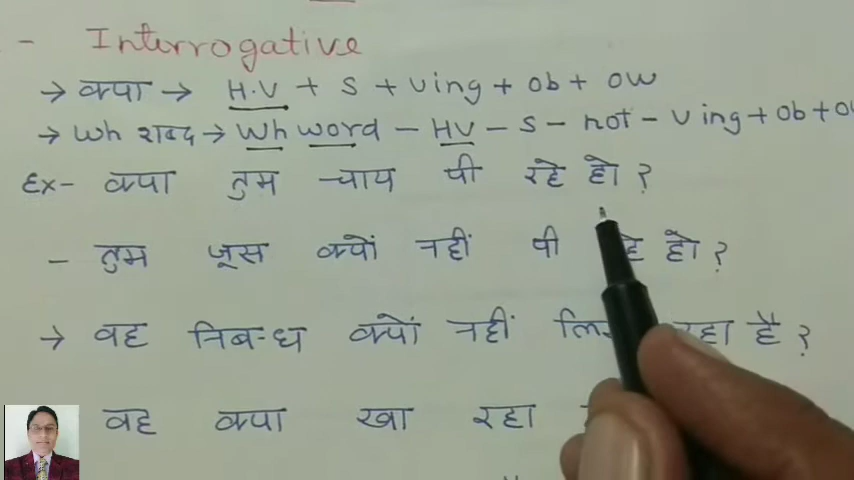 - Interrogative
→ क्या → H.V + S + Ving + ob + ow
→ Wh शब्द → Wh word - HV - S - not - Ving + ob +
Ex- क्या तुम चाय पी रहे हो ?
- तुम जूस क्यों नहीं पी हो ?
→ वह निबन्ध क्यों नहीं रहा है ?
वह क्या खा रहा